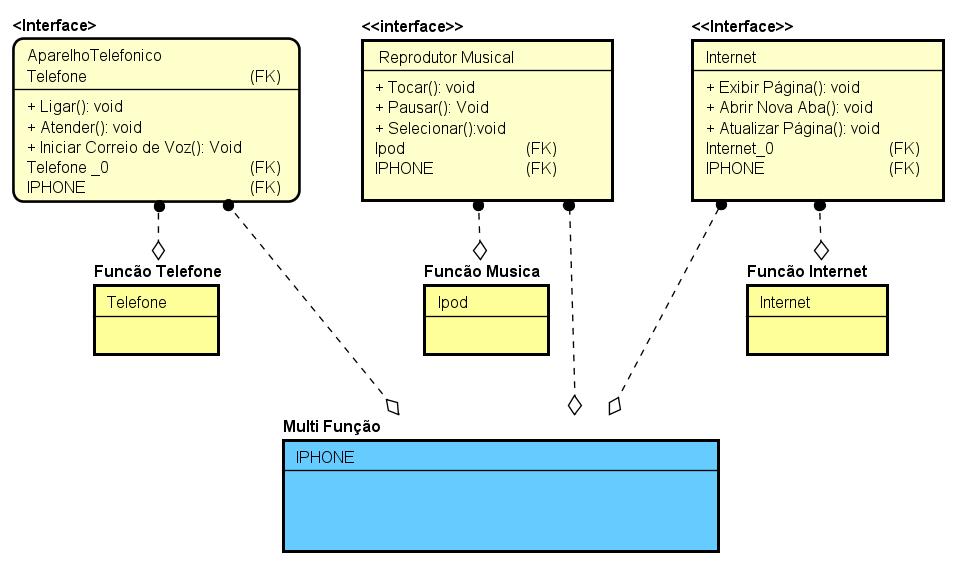 <Interface>
AparelhoTelefonico
Telefone (FK)
+ Ligar(): void
+ Atender(): void
+ Iniciar Correio de Voz(): Void
Telefone _0 (FK)
IPHONE (FK)
<<interface>>
Reprodutor Musical
+ Tocar(): void
+ Pausar(): Void
+ Selecionar():void
Ipod (FK)
IPHONE (FK)
<<Interface>>
Internet
+ Exibir Página(): void
+ Abrir Nova Aba(): void
+ Atualizar Página(): void
Internet_0 (FK)
IPHONE (FK)
Funcão Telefone
Telefone
Funcão Musica
Ipod
Funcão Internet
Internet
Multi Função
IPHONE